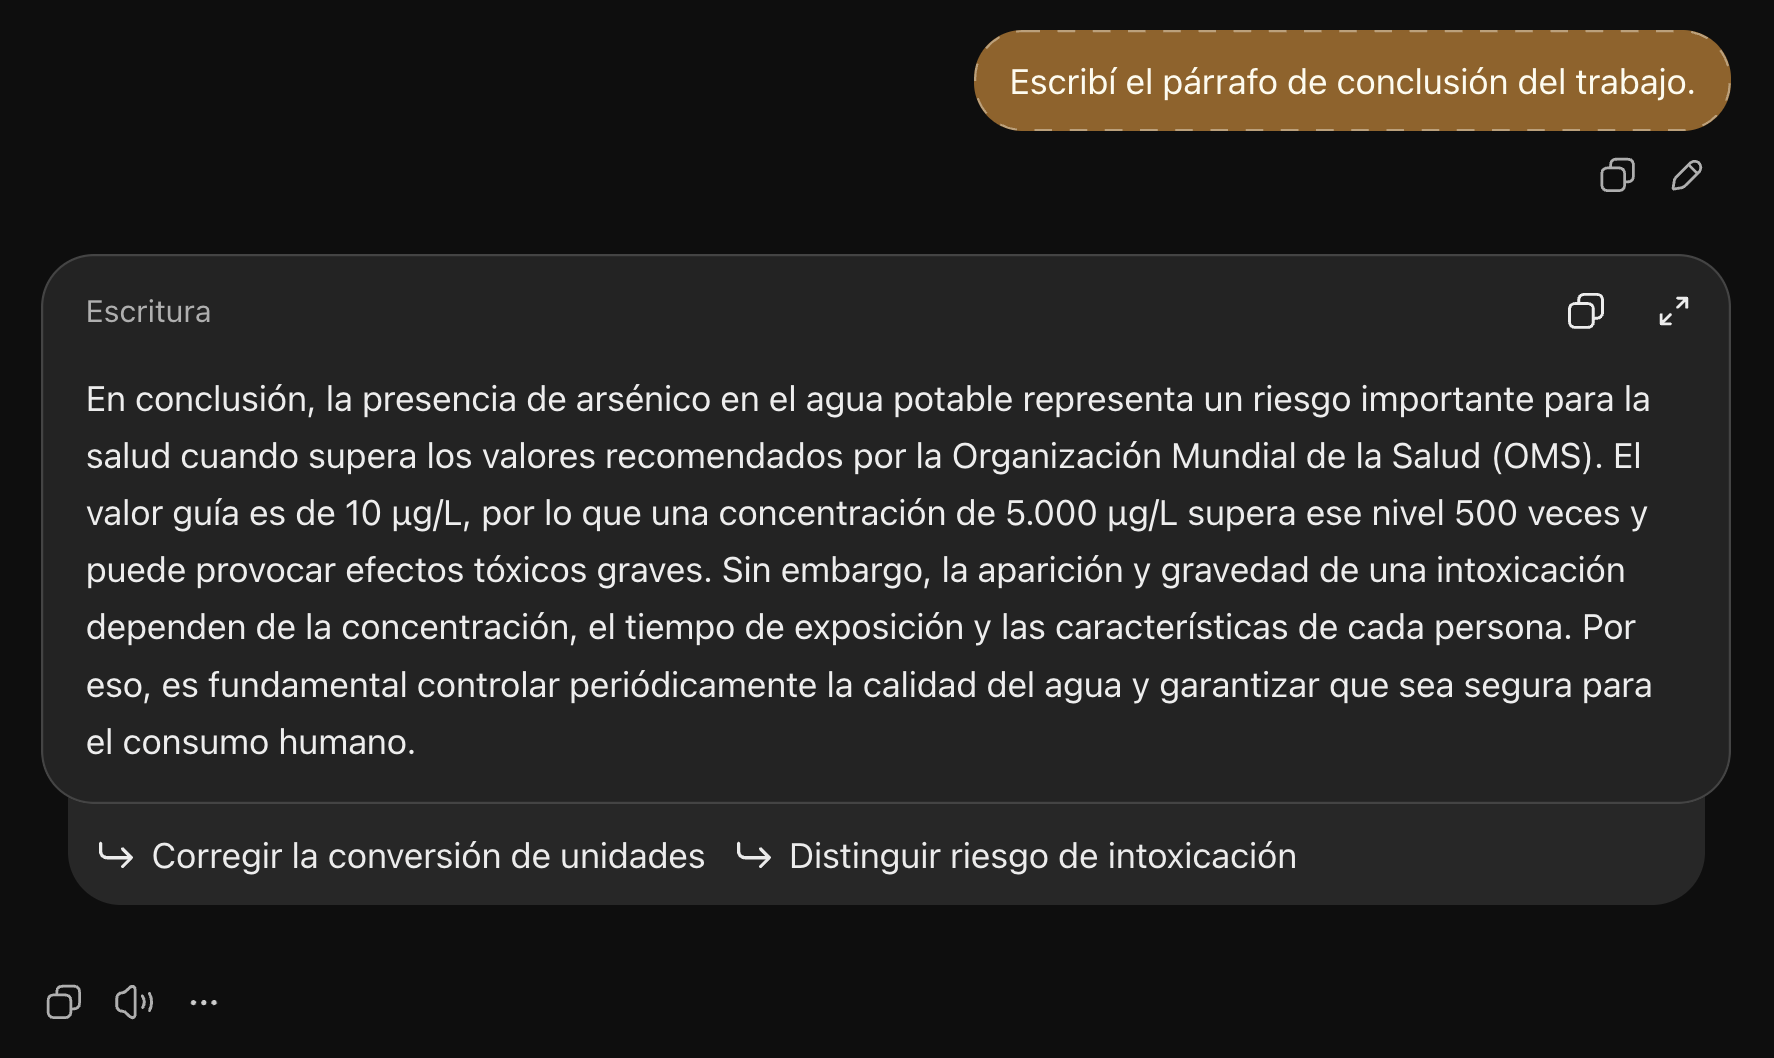 Escribí el párrafo de conclusión del trabajo.
Escritura
En conclusión, la presencia de arsénico en el agua potable representa un riesgo importante para la
salud cuando supera los valores recomendados por la Organización Mundial de la Salud (OMS). El
valor guía es de 10 µg/L, por lo que una concentración de 5.000 µg/L supera ese nivel 500 veces y
puede provocar efectos tóxicos graves. Sin embargo, la aparición y gravedad de una intoxicación
dependen de la concentración, el tiempo de exposición y las características de cada persona. Por
eso, es fundamental controlar periódicamente la calidad del agua y garantizar que sea segura para
el consumo humano.
Corregir la conversión de unidades Distinguir riesgo de intoxicación